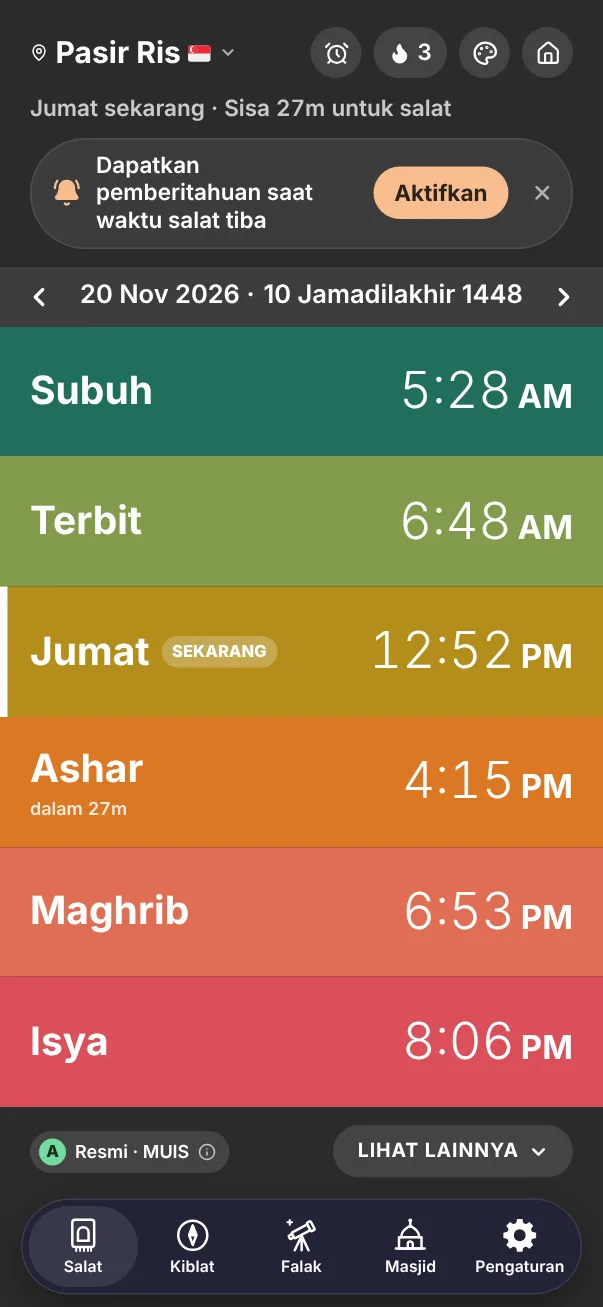 Pasir Ris
3
Jumat sekarang · Sisa 27m untuk salat
Dapatkan
pemberitahuan saat
waktu salat tiba
Aktifkan
20 Nov 2026 · 10 Jamadilakhir 1448
Subuh 5:28 AM
Terbit 6:48 AM
Jumat SEKARANG 12:52 PM
Ashar 4:15 PM
dalam 27m
Maghrib 6:53 PM
Isya 8:06 PM
A Resmi · MUIS
LIHAT LAINNYA
Salat Kiblat Falak Masjid Pengaturan